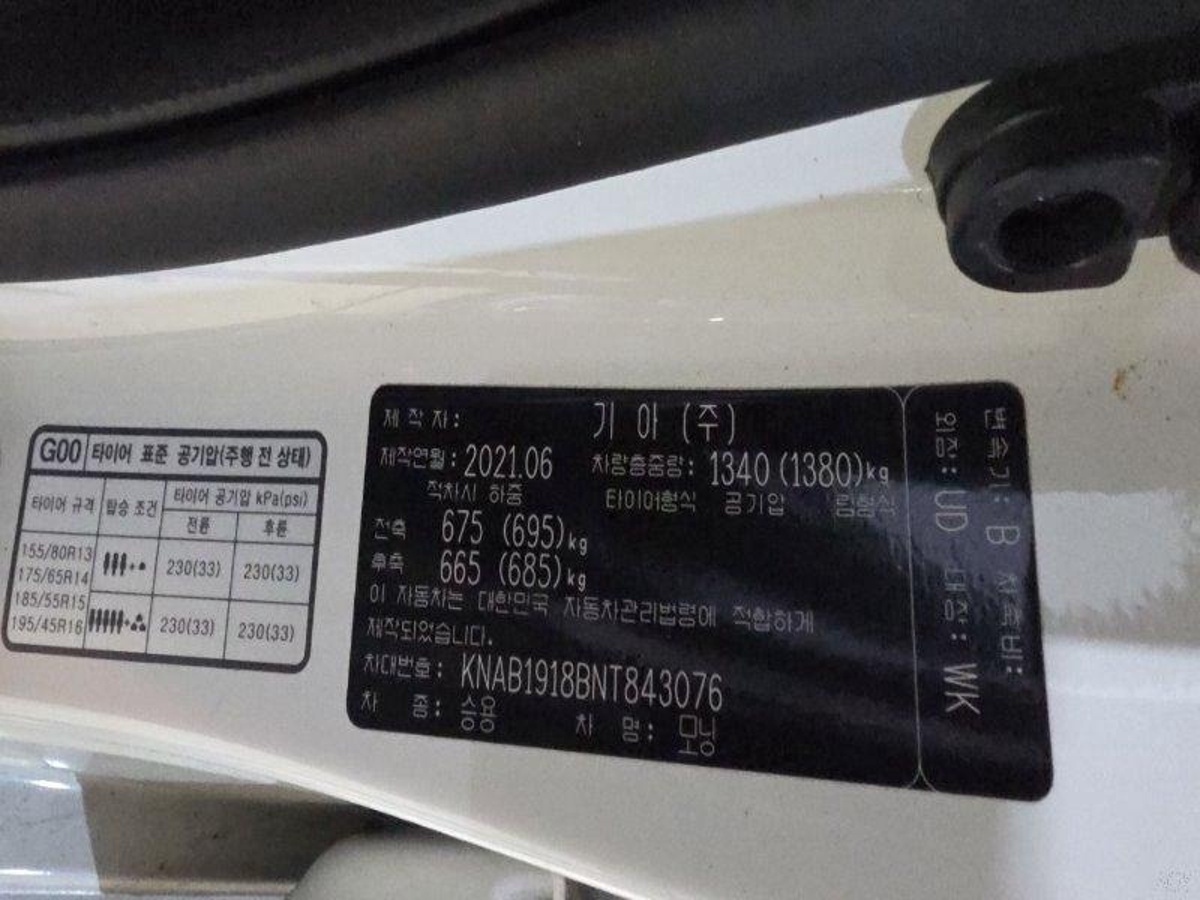 G00 타이어 표준 공기압(주행 전 상태)
타이어 규격 탑승 조건 타이어 공기압 kPa(psi)
전륜 후륜
155/80R13
175/65R14
230(33) 230(33)
185/55R15
195/45R16
230(33) 230(33)
제작자: 기아(주)
제작연월: 2021.06 차량총중량: 1340 (1380)kg
적차시 하중 타이어형식 공기압 림형식
전축 675 (695)kg
후축 665 (685)kg
이 자동차는 대한민국 자동차관리법령에 적합하게
제작되었습니다.
차대번호: KNAB1918BNT843076
차 종: 승용 차 명: 모닝
변속기: B 차축비:
외장: UD 내장: WK